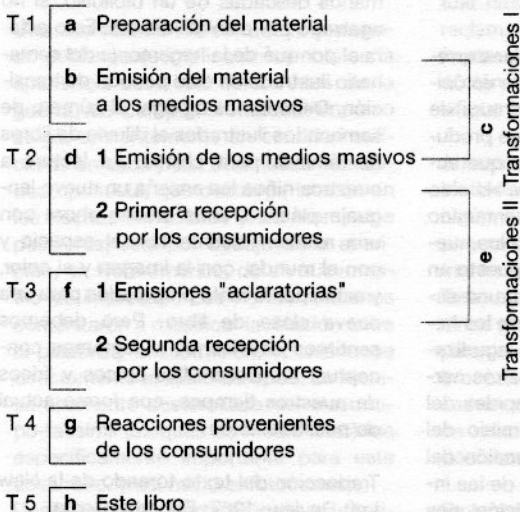 T 1 a Preparación del material
b Emisión del material
a los medios masivos
c Transformaciones I
T 2 d 1 Emisión de los medios masivos
2 Primera recepción
por los consumidores
e Transformaciones II
T 3 f 1 Emisiones "aclaratorias"
2 Segunda recepción
por los consumidores
T 4 g Reacciones provenientes
de los consumidores
T 5 h Este libro